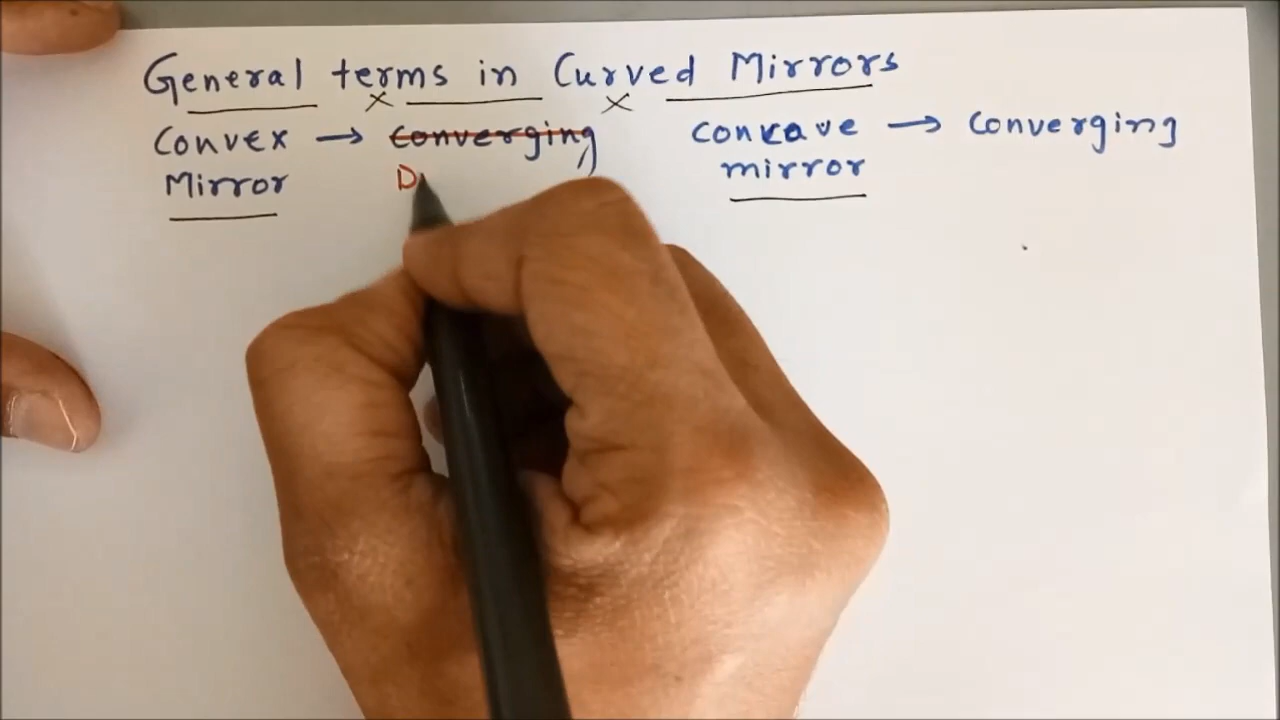 General terms in Curved Mirrors
Convex → Converging
Mirror
Concave → Converging
mirror